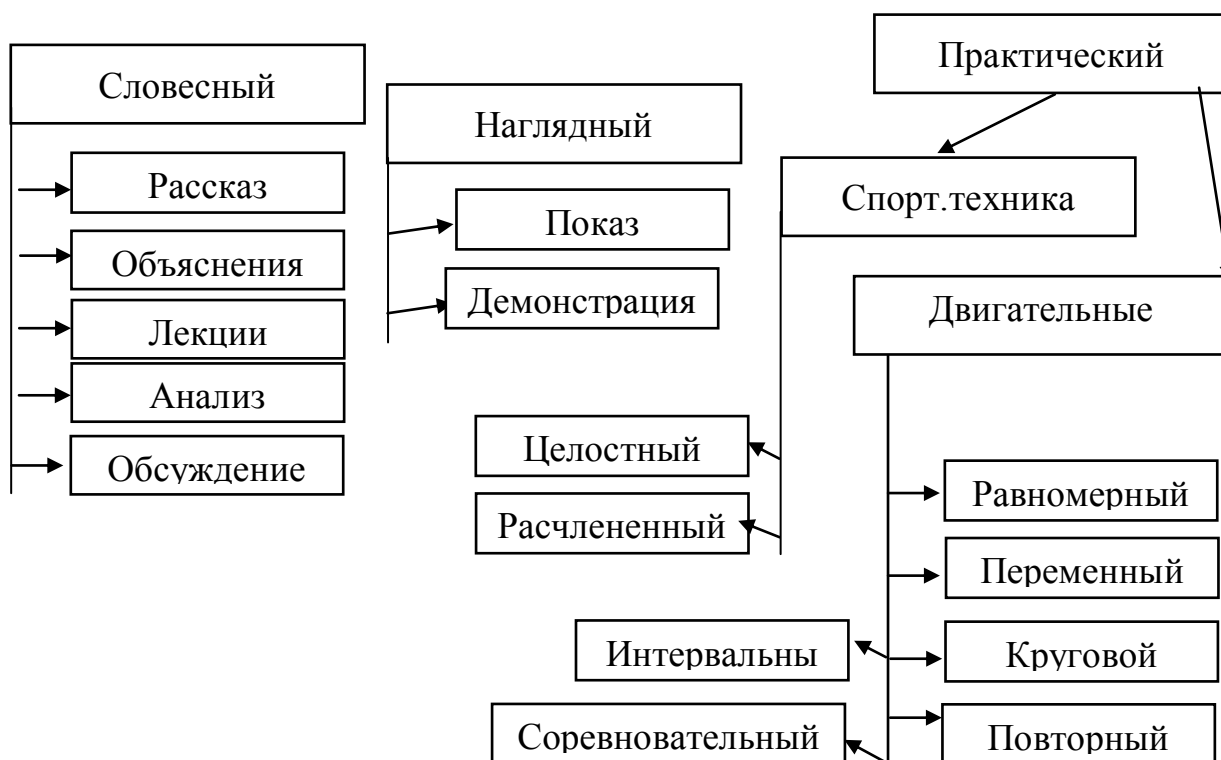 Словесный
Рассказ
Объяснения
Лекции
Анализ
Обсуждение
Наглядный
Показ
Демонстрация
Практический
Спорт.техника
Целостный
Расчлененный
Двигательные
Равномерный
Переменный
Круговой
Повторный
Интервальны
Соревновательный